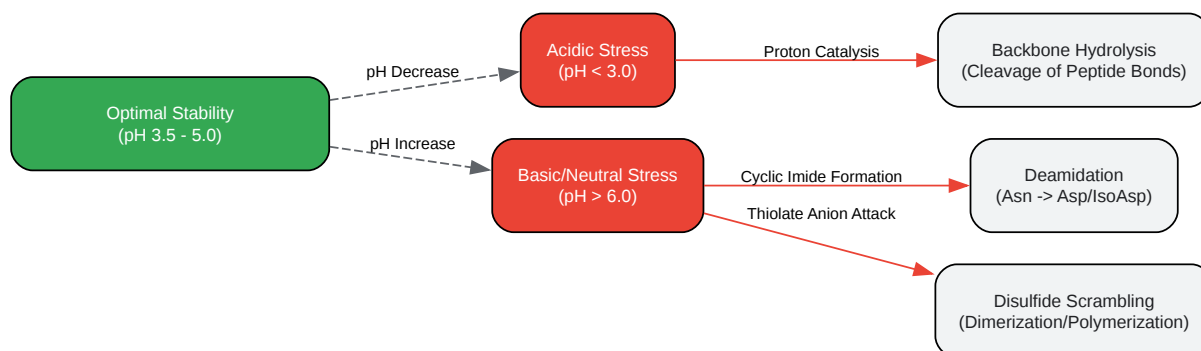 Optimal Stability
(pH 3.5 - 5.0)
pH Decrease
pH Increase
Acidic Stress
(pH < 3.0)
Basic/Neutral Stress
(pH > 6.0)
Proton Catalysis
Cyclic Imide Formation
Thiolate Anion Attack
Backbone Hydrolysis
(Cleavage of Peptide Bonds)
Deamidation
(Asn -> Asp/IsoAsp)
Disulfide Scrambling
(Dimerization/Polymerization)